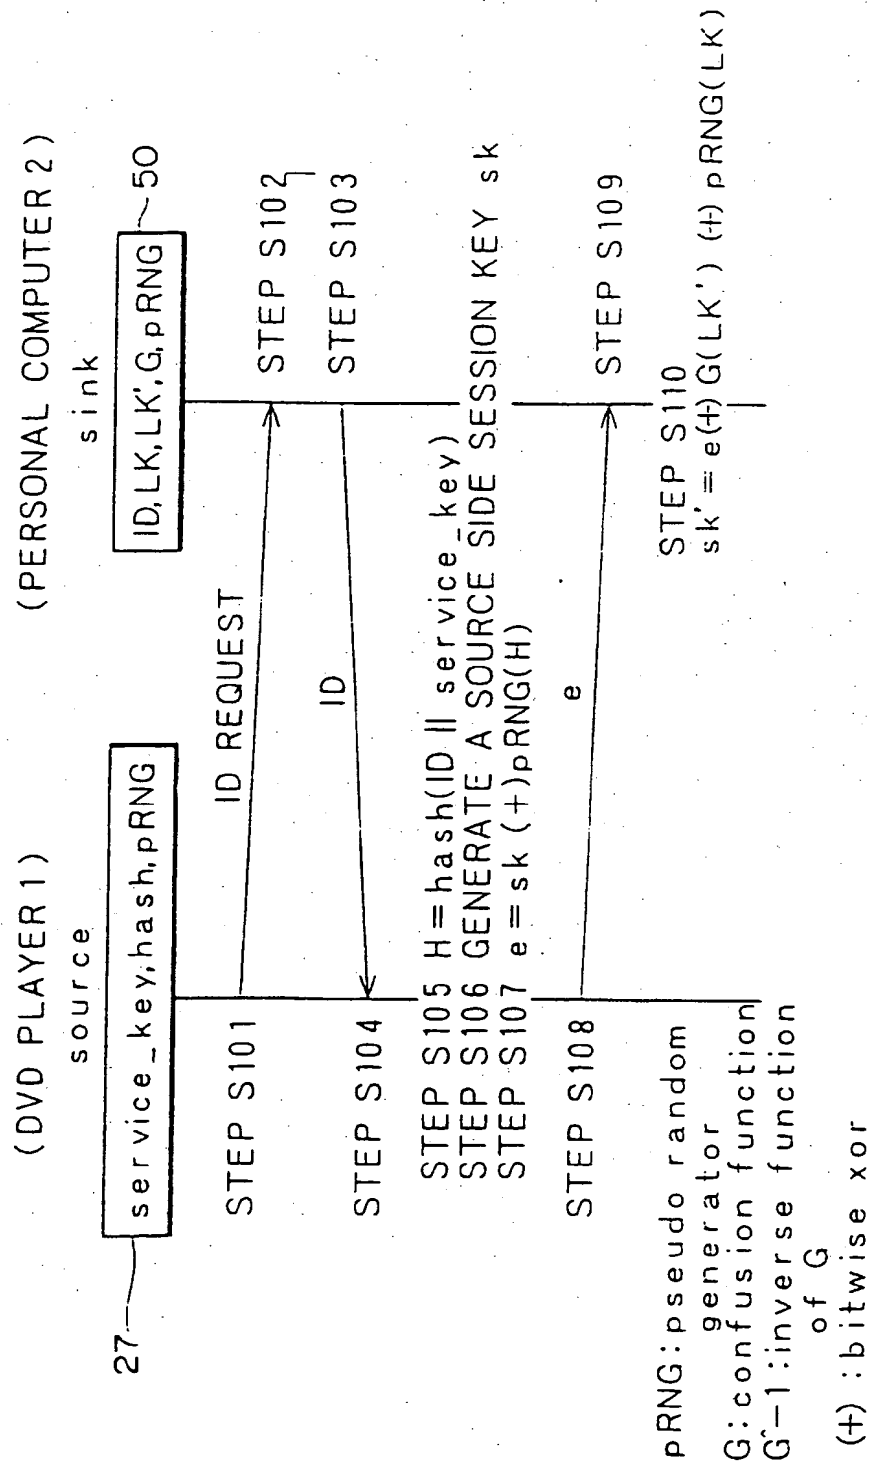 (DVD PLAYER 1)
(PERSONAL COMPUTER 2)
source
sink
27
service_key,hash,pRNG
ID,LK,LK',G,pRNG
50
STEP S101
ID REQUEST
STEP S102
ID
STEP S103
STEP S104
STEP S105 H=hash(ID || service_key)
STEP S106 GENERATE A SOURCE SIDE SESSION KEY sk
STEP S107 e=sk (+)pRNG(H)
STEP S108
e
STEP S109
STEP S110
sk'=e(+)G(LK') (+)pRNG(LK)
pRNG:pseudo random
generator
G:confusion function
G^-1:inverse function
of G
(+) :bitwise xor